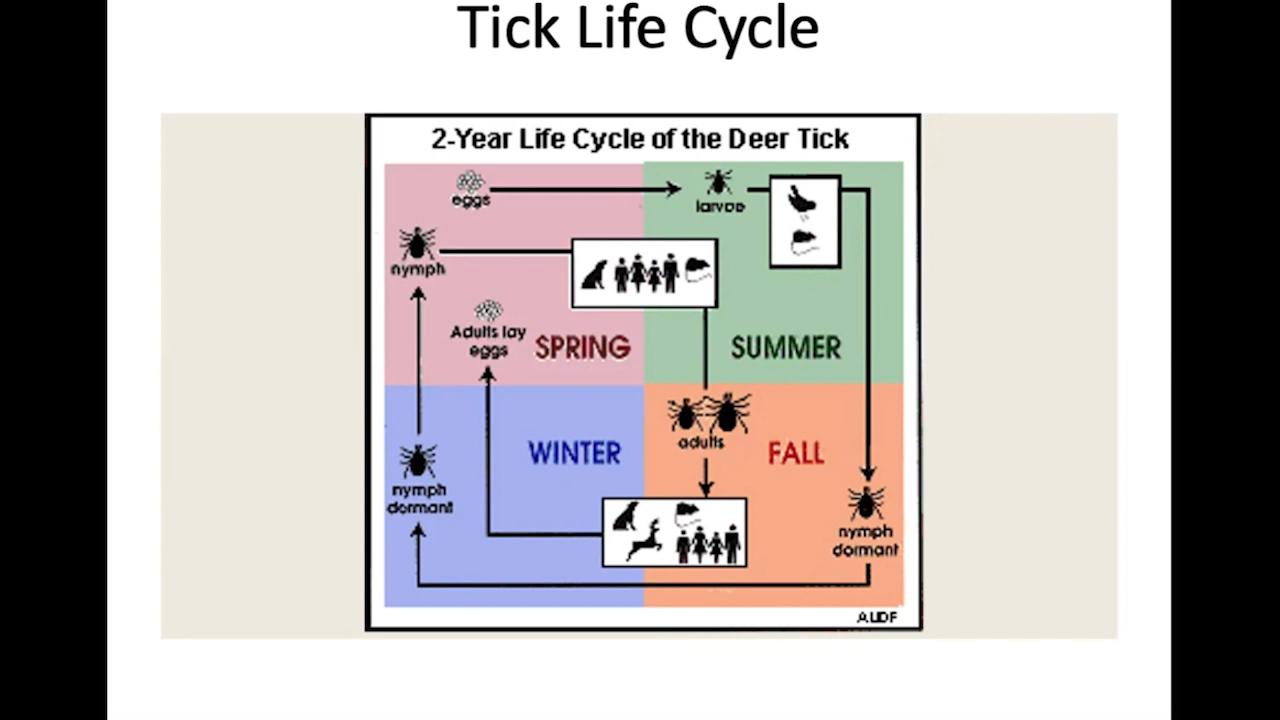 Tick Life Cycle
2-Year Life Cycle of the Deer Tick
eggs
larvae
nymph
Adults lay
eggs
SPRING
SUMMER
WINTER
adults
FALL
nymph
dormant
nymph
dormant
ALDF